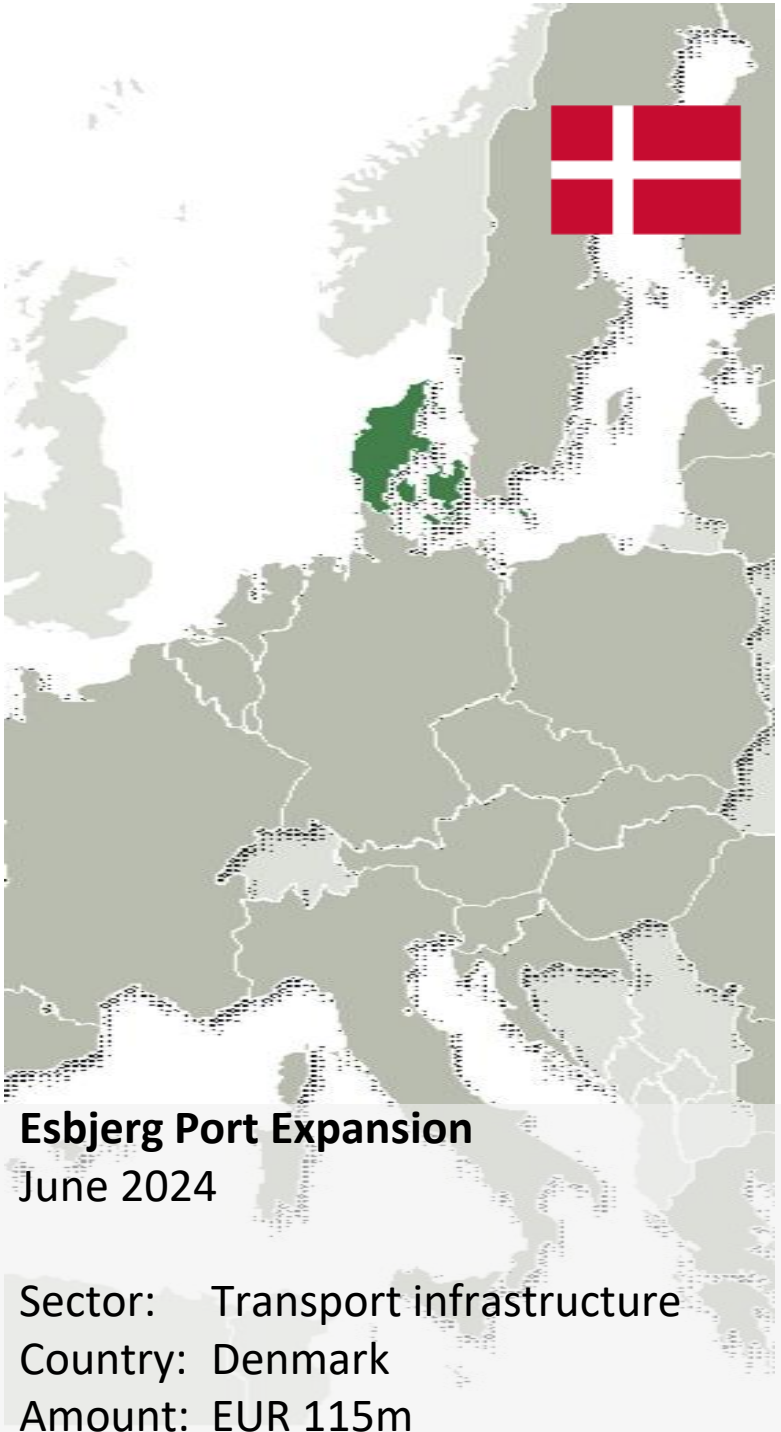 Esbjerg Port Expansion
June 2024
Sector: Transport infrastructure
Country: Denmark
Amount: EUR 115m